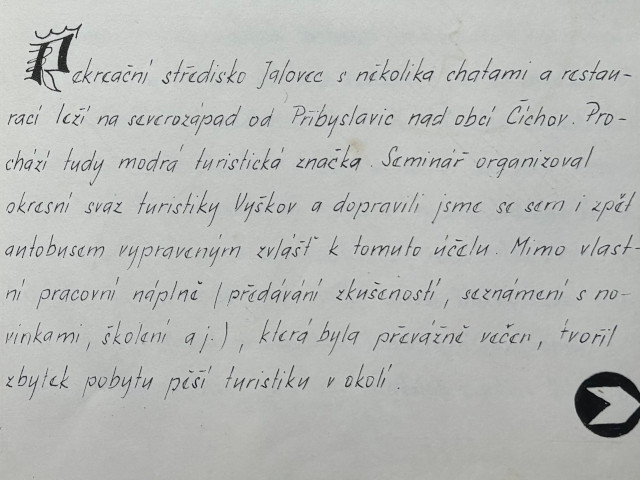 Rekreační středisko Jalovec s několika chatami a restau-
rací leží na severozápad od Přibyslavic nad obcí Číchov. Pro-
chází tudy modrá turistická značka. Seminář organizoval
okresní svaz turistiky Vyškov a dopravili jsme se sem i zpět
autobusem vypraveným zvlášť k tomuto účelu. Mimo vlast-
ní pracovní náplně (předávání zkušeností, seznámení s no-
vinkami, školení aj.), která byla převážně večer, tvořil
zbytek pobytu pěší turistiku v okolí.